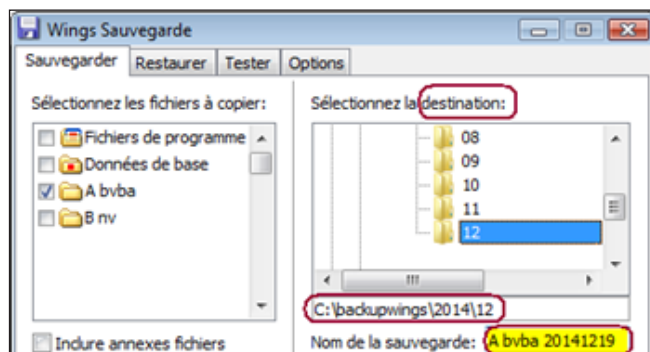 Wings Sauvegarde
Sauvegarder Restaurer Tester Options
Sélectionnez les fichiers à copier:
Fichiers de programme
Données de base
A bvba
B nv
Inclure annexes fichiers
Sélectionnez la destination:
08
09
10
11
12
C:\backupwings\2014\12
Nom de la sauvegarde: A bvba 20141219